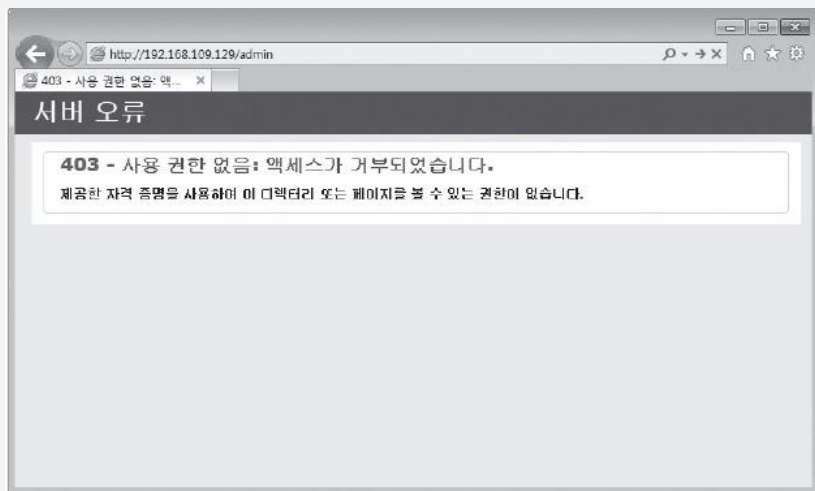 http://192.168.109.129/admin
403 - 사용 권한 없음: 액...
서버 오류
403 - 사용 권한 없음: 액세스가 거부되었습니다.
제공한 자격 증명을 사용하여 이 디렉터리 또는 페이지를 볼 수 있는 권한이 없습니다.